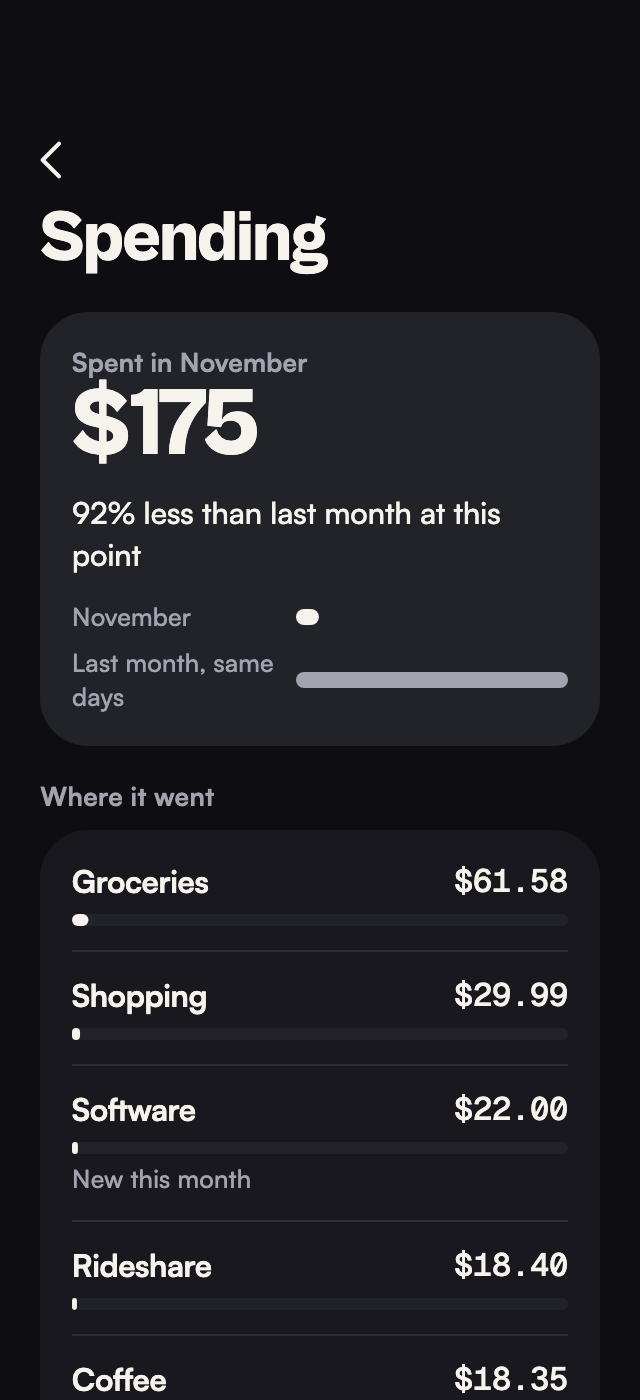 Spending
Spent in November
$175
92% less than last month at this
point
November
Last month, same
days
Where it went
Groceries $61.58
Shopping $29.99
Software $22.00
New this month
Rideshare $18.40
Coffee $18.35